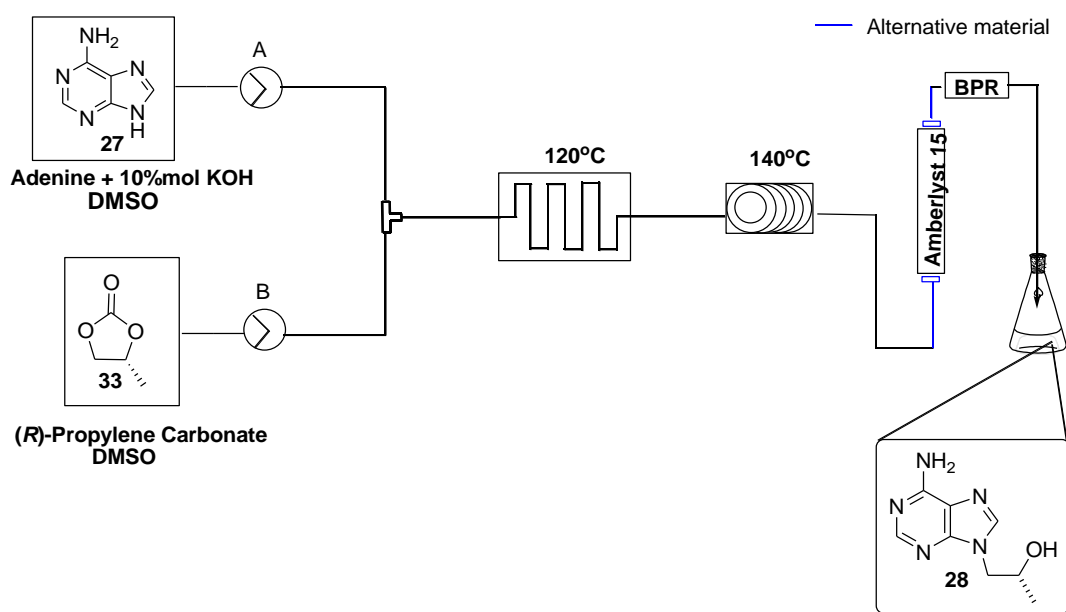 Alternative material
NH2
N
N
N
N
H
27
A
Adenine + 10%mol KOH
DMSO
120°C
140°C
Amberlyst 15
BPR
O
O
O
33
B
(R)-Propylene Carbonate
DMSO
NH2
N
N
N
N
OH
28